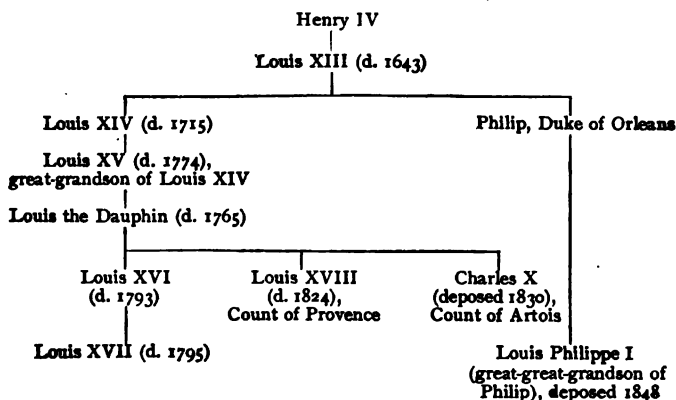 Henry IV
Louis XIII (d. 1643)
Louis XIV (d. 1715)
Philip, Duke of Orleans
Louis XV (d. 1774),
great-grandson of Louis XIV
Louis the Dauphin (d. 1765)
Louis XVI
(d. 1793)
Louis XVIII
(d. 1824),
Count of Provence
Charles X
(deposed 1830),
Count of Artois
Louis XVII (d. 1795)
Louis Philippe I
(great-great-grandson of
Philip), deposed 1848